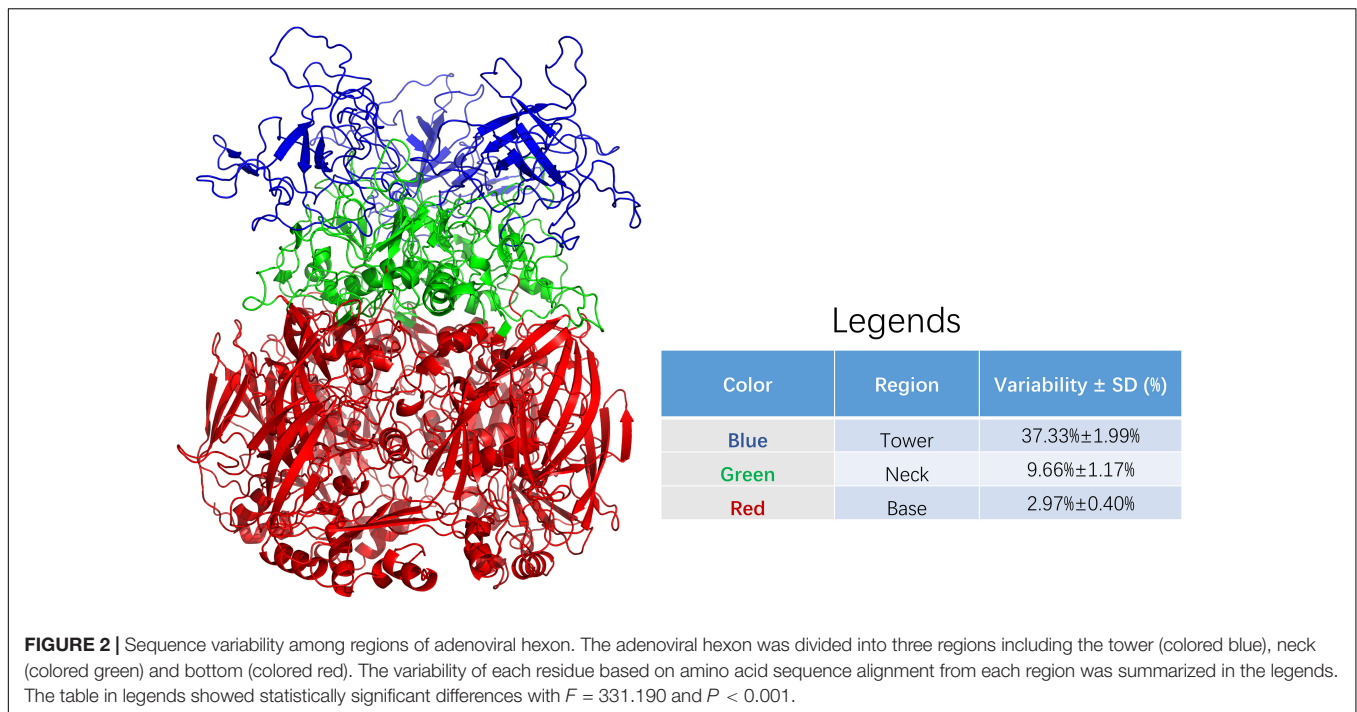 Legends
Color Region Variability ± SD (%)
Blue Tower 37.33%±1.99%
Green Neck 9.66%±1.17%
Red Base 2.97%±0.40%
FIGURE 2 | Sequence variability among regions of adenoviral hexon. The adenoviral hexon was divided into three regions including the tower (colored blue), neck
(colored green) and bottom (colored red). The variability of each residue based on amino acid sequence alignment from each region was summarized in the legends.
The table in legends showed statistically significant differences with F = 331.190 and P < 0.001.